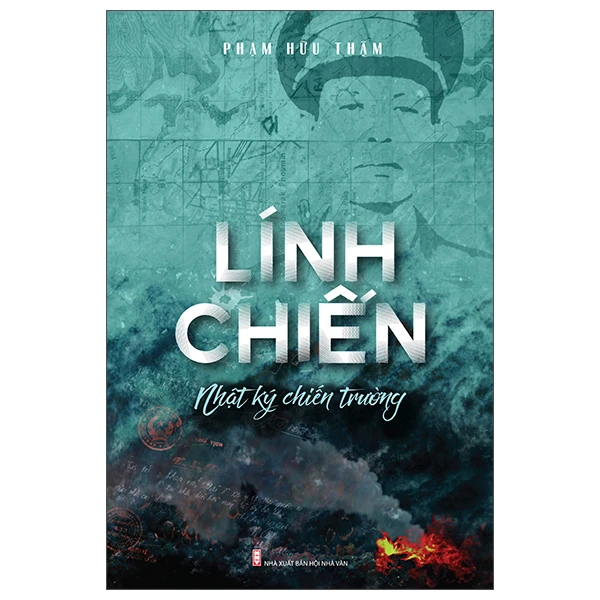 PHẠM HỮU THẬM
LÍNH
CHIẾN
Nhật ký chiến trường
NHÀ XUẤT BẢN HỘI NHÀ VĂN